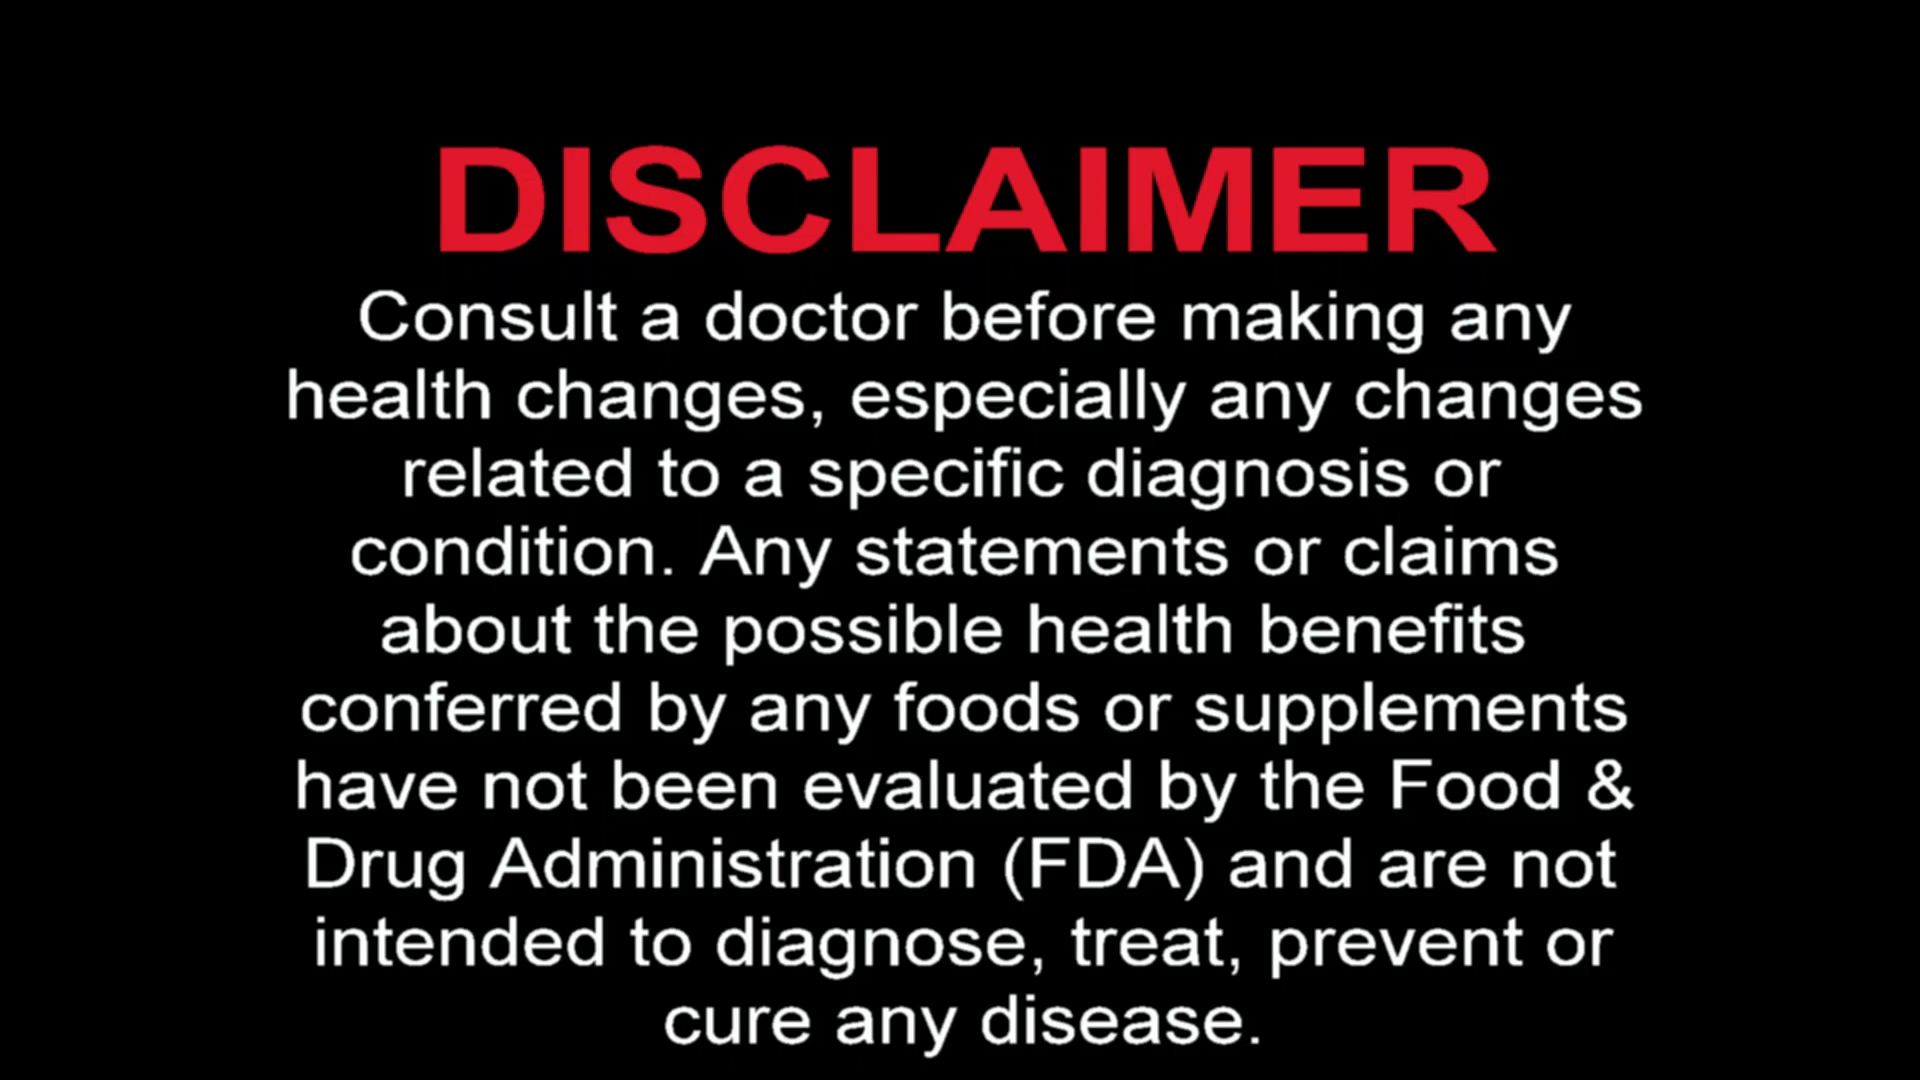 DISCLAIMER
Consult a doctor before making any
health changes, especially any changes
related to a specific diagnosis or
condition. Any statements or claims
about the possible health benefits
conferred by any foods or supplements
have not been evaluated by the Food &
Drug Administration (FDA) and are not
intended to diagnose, treat, prevent or
cure any disease.